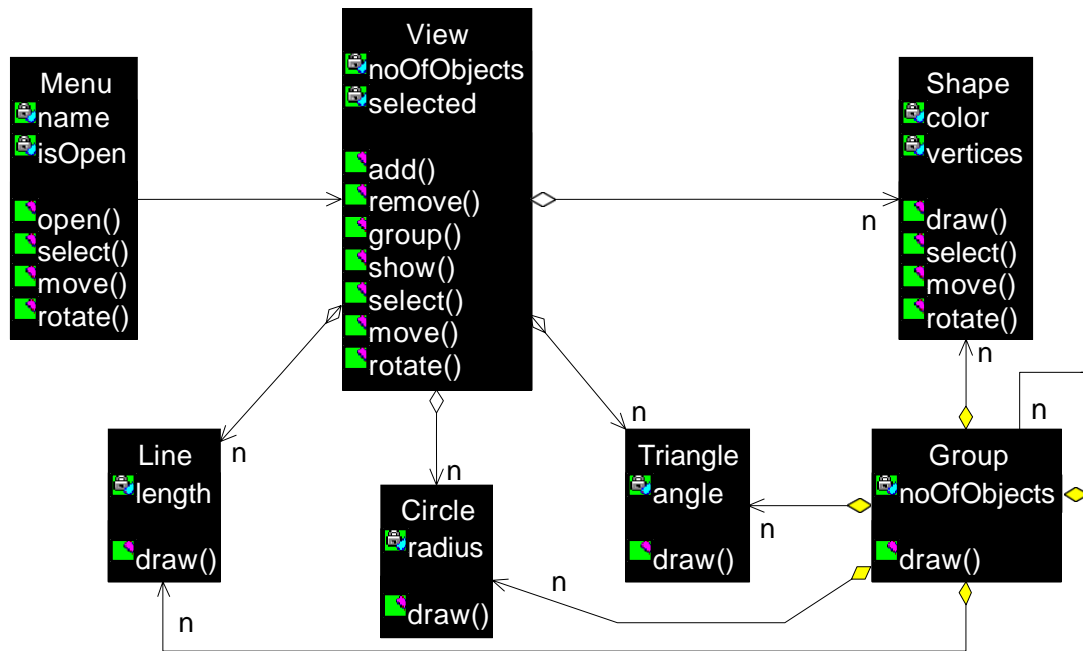 Menu
name
isOpen
open()
select()
move()
rotate()
View
noOfObjects
selected
add()
remove()
group()
show()
select()
move()
rotate()
Shape
color
vertices
draw()
select()
move()
rotate()
n
n
n
n
n
n
Line
length
draw()
n
Circle
radius
draw()
Triangle
angle
draw()
n
Group
noOfObjects
draw()
n